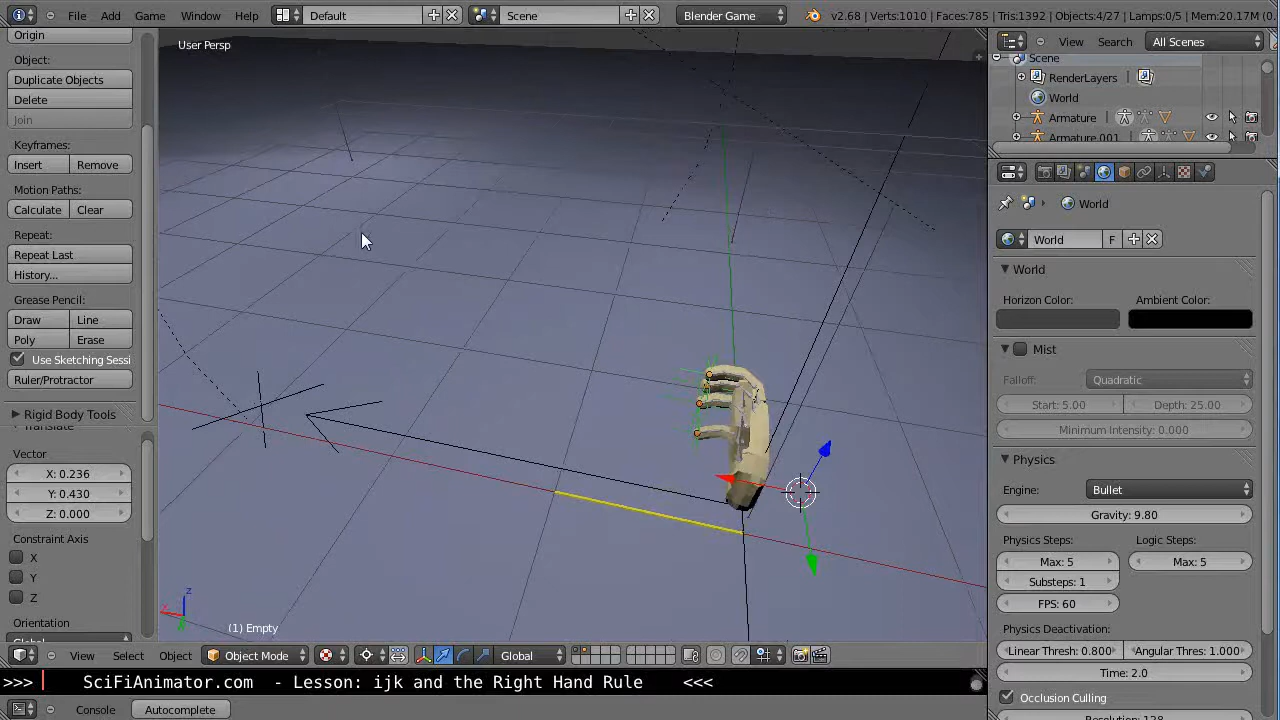 File Add Game Window Help Default Scene Blender Game v2.68 | Verts:1010 | Faces:785 | Tris:1392 | Objects:4/27 | Lamps:0/5 | Mem:20.17M (0.
Origin
Object:
Duplicate Objects
Delete
Join
Keyframes:
Insert Remove
Motion Paths:
Calculate Clear
Repeat:
Repeat Last
History...
Grease Pencil:
Draw Line
Poly Erase
Use Sketching Sessi
Ruler/Protractor
Rigid Body Tools
Translate
Vector
X: 0.236
Y: 0.430
Z: 0.000
Constraint Axis
X
Y
Z
Orientation
Global
User Persp
x
z
(1) Empty
View Select Object Object Mode Global
View Search All Scenes
Scene
RenderLayers |
World
Armature |
Armature.001 |
World
World F
World
Horizon Color: Ambient Color:
Mist
Falloff: Quadratic
Start: 5.00 Depth: 25.00
Minimum Intensity: 0.000
Physics
Engine: Bullet
Gravity: 9.80
Physics Steps: Logic Steps:
Max: 5 Max: 5
Substeps: 1
FPS: 60
Physics Deactivation:
Linear Thresh: 0.800 Angular Thres: 1.000
Time: 2.0
Occlusion Culling
Resolution: 128
>>> SciFiAnimator.com - Lesson: ijk and the Right Hand Rule <<<
Console Autocomplete